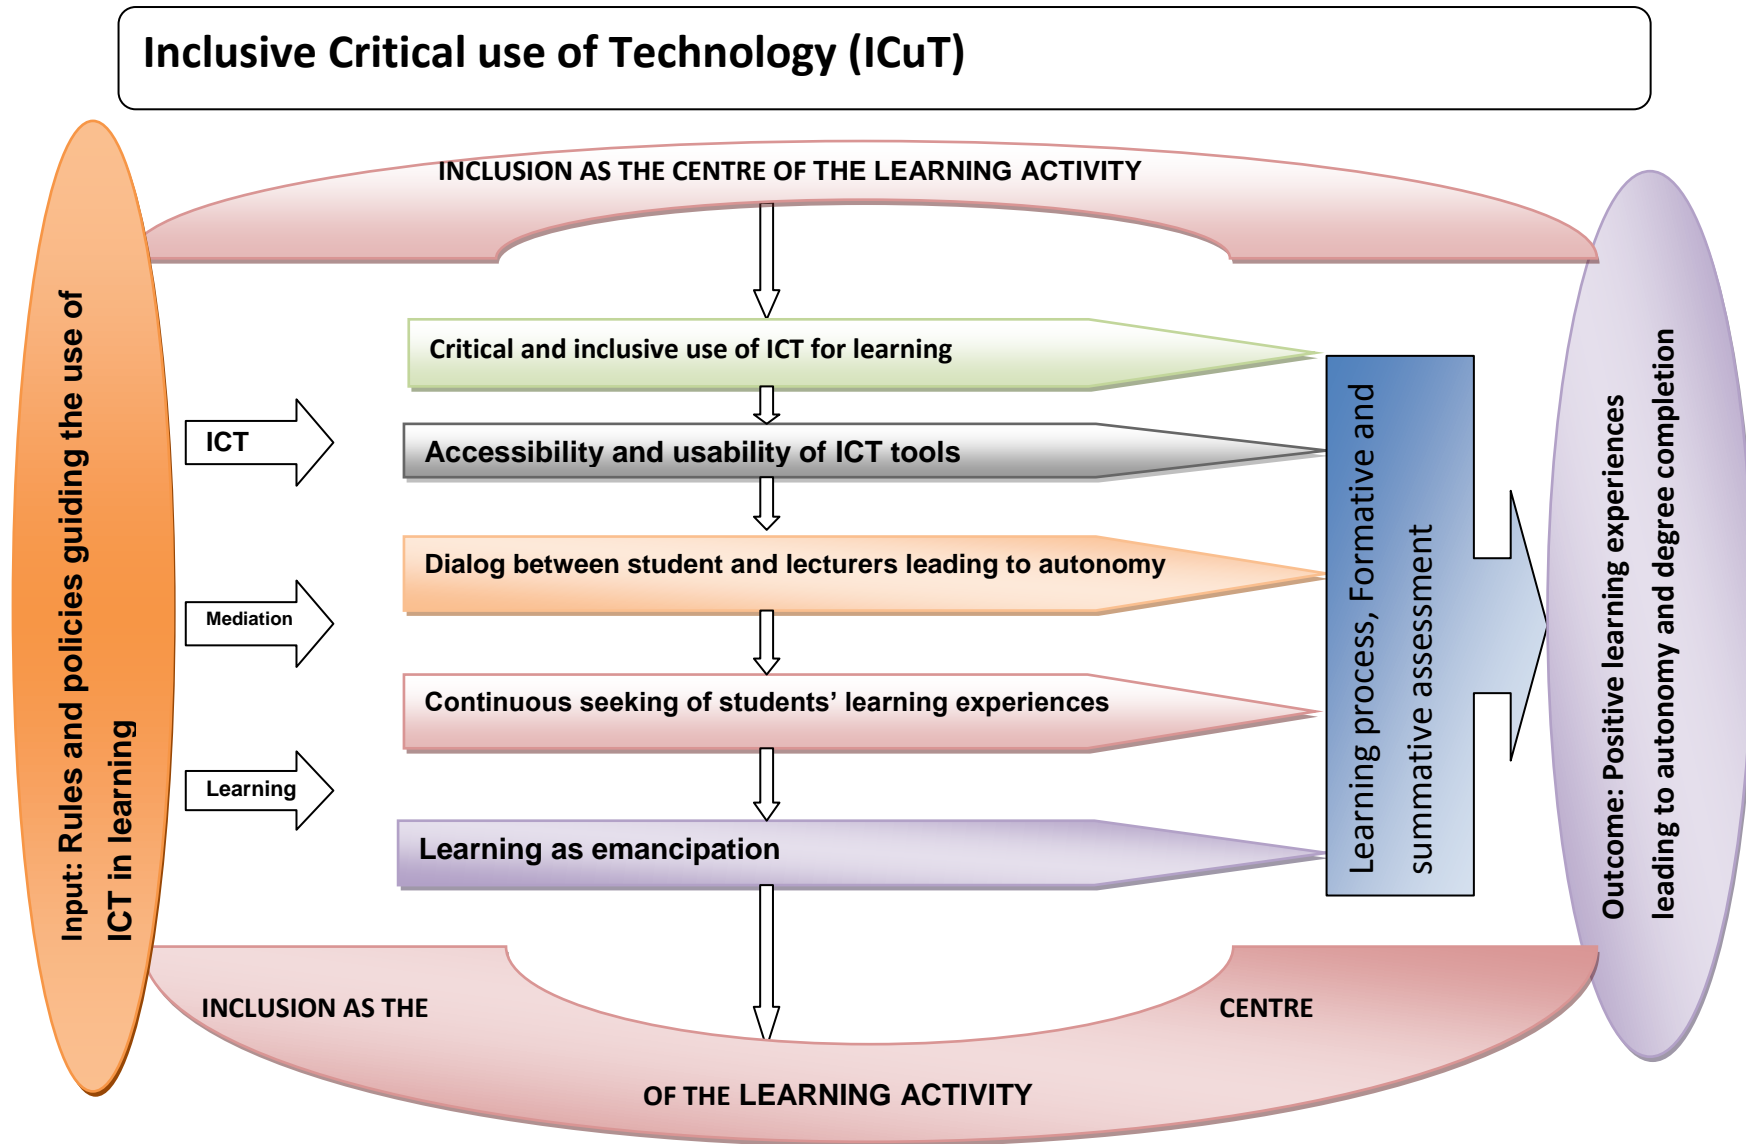 Inclusive Critical use of Technology (ICuT)
INCLUSION AS THE CENTRE OF THE LEARNING ACTIVITY
Input: Rules and policies guiding the use of
ICT in learning
ICT
Mediation
Learning
Critical and inclusive use of ICT for learning
Accessibility and usability of ICT tools
Dialog between student and lecturers leading to autonomy
Continuous seeking of students’ learning experiences
Learning as emancipation
Learning process, Formative and
summative assessment
Outcome: Positive learning experiences
leading to autonomy and degree completion
INCLUSION AS THE CENTRE
OF THE LEARNING ACTIVITY